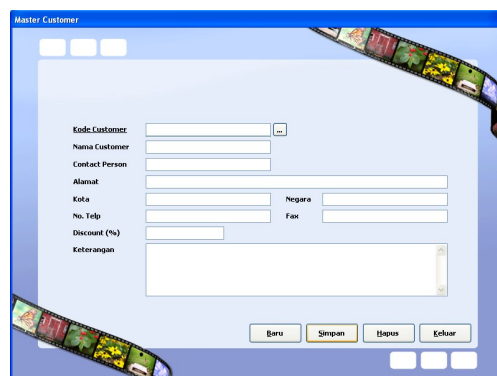 Master Customer
Kode Customer ...
Nama Customer
Contact Person
Alamat
Kota Negara
No. Telp Fax
Discount (%)
Keterangan
Baru Simpan Hapus Keluar